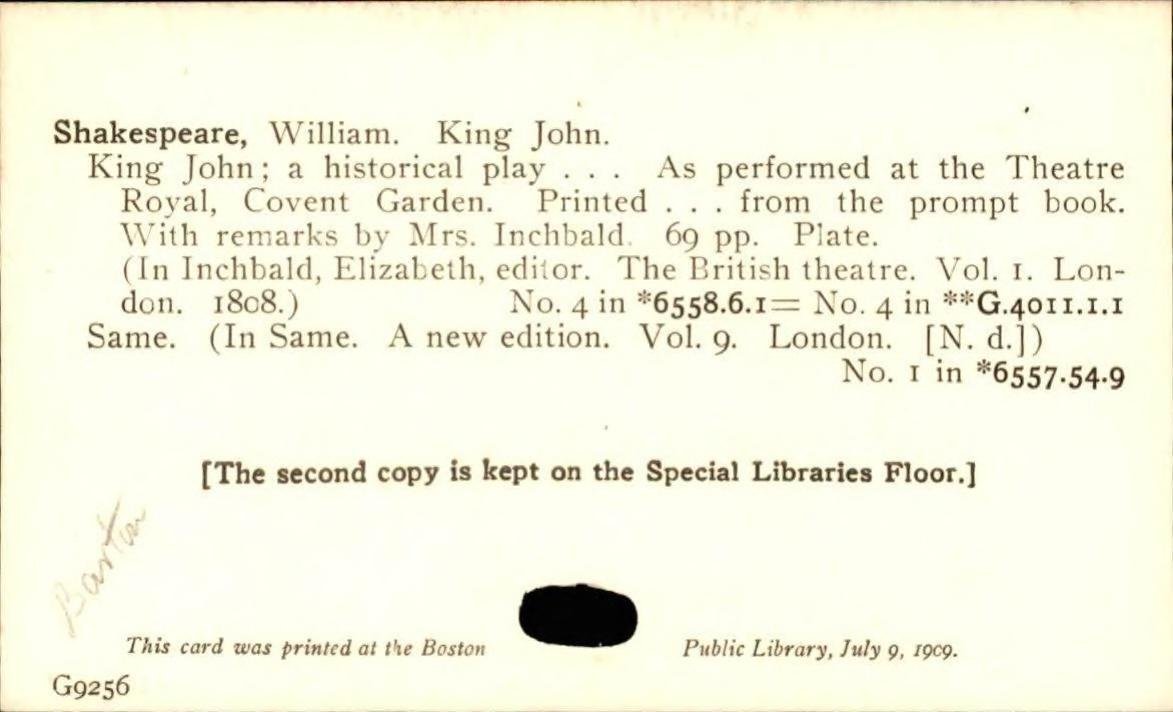 Shakespeare, William. King John.
King John; a historical play . . . As performed at the Theatre
Royal, Covent Garden. Printed . . . from the prompt book.
With remarks by Mrs. Inchbald. 69 pp. Plate.
(In Inchbald, Elizabeth, editor. The British theatre. Vol. 1. Lon-
don. 1808.) No. 4 in *6558.6.1= No. 4 in **G.4011.1.1
Same. (In Same. A new edition. Vol. 9. London. [N. d.])
No. 1 in *6557.54.9
[The second copy is kept on the Special Libraries Floor.]
Barton
This card was printed at the Boston Public Library, July 9, 1909.
G9256